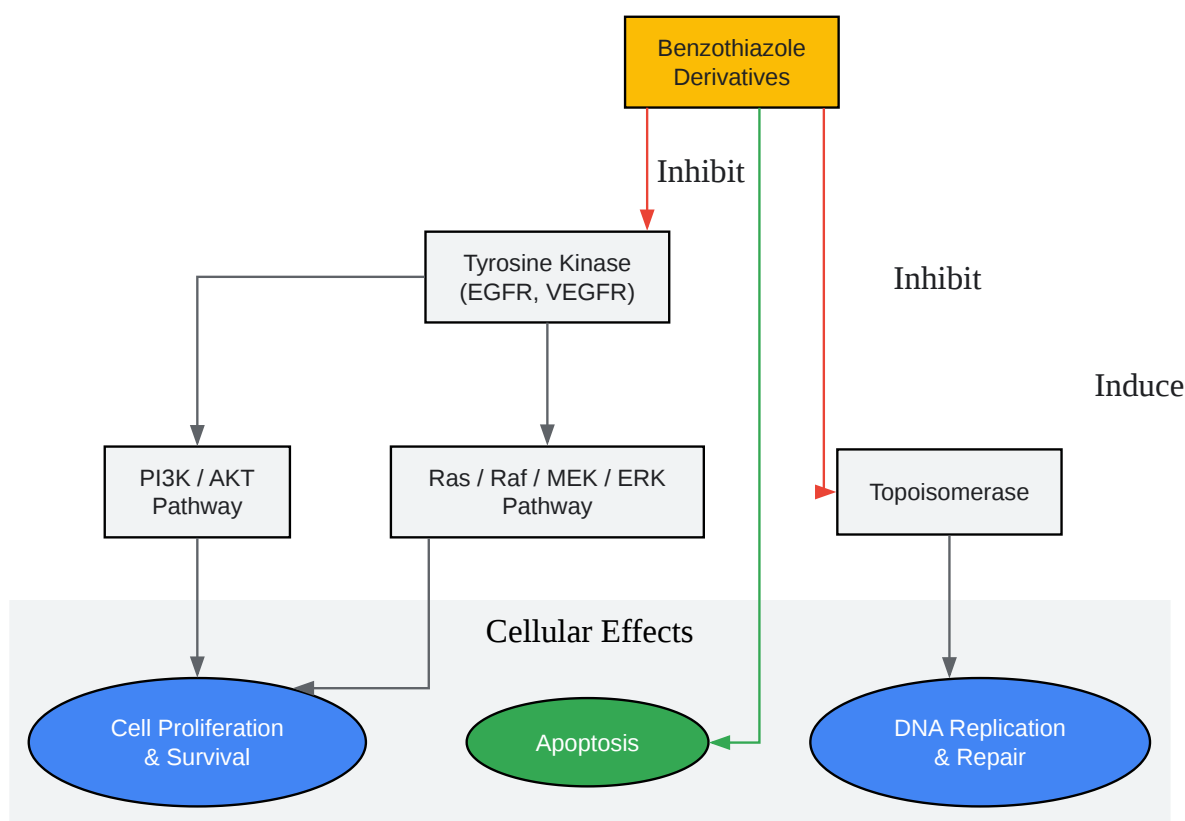 Benzothiazole
Derivatives
Inhibit
Tyrosine Kinase
(EGFR, VEGFR)
Inhibit
Induce
PI3K / AKT
Pathway
Ras / Raf / MEK / ERK
Pathway
Topoisomerase
Cellular Effects
Cell Proliferation
& Survival
Apoptosis
DNA Replication
& Repair